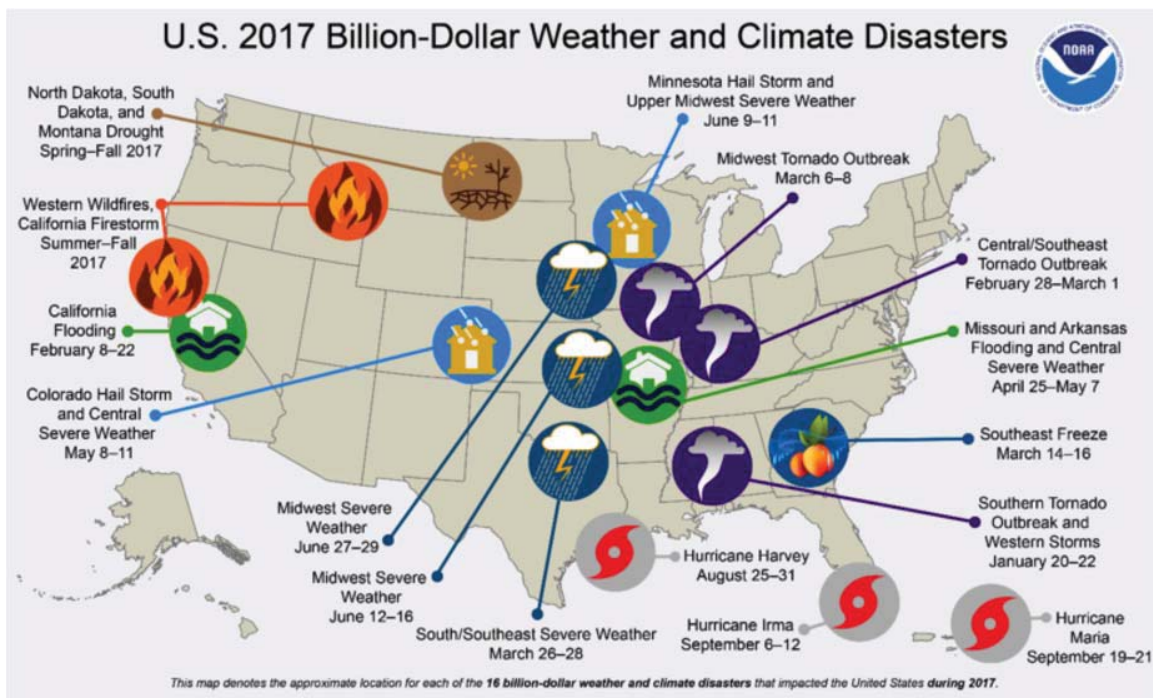 U.S. 2017 Billion-Dollar Weather and Climate Disasters
NOAA
North Dakota, South
Dakota, and
Montana Drought
Spring–Fall 2017
Minnesota Hail Storm and
Upper Midwest Severe Weather
June 9–11
Midwest Tornado Outbreak
March 6–8
Western Wildfires,
California Firestorm
Summer–Fall
2017
Central/Southeast
Tornado Outbreak
February 28–March 1
California
Flooding
February 8–22
Missouri and Arkansas
Flooding and Central
Severe Weather
April 25–May 7
Colorado Hail Storm
and Central
Severe Weather
May 8–11
Southeast Freeze
March 14–16
Midwest Severe
Weather
June 27–29
Southern Tornado
Outbreak and
Western Storms
January 20–22
Midwest Severe
Weather
June 12–16
Hurricane Harvey
August 25–31
South/Southeast Severe Weather
March 26–28
Hurricane Irma
September 6–12
Hurricane
Maria
September 19–21
This map denotes the approximate location for each of the 16 billion-dollar weather and climate disasters that impacted the United States during 2017.